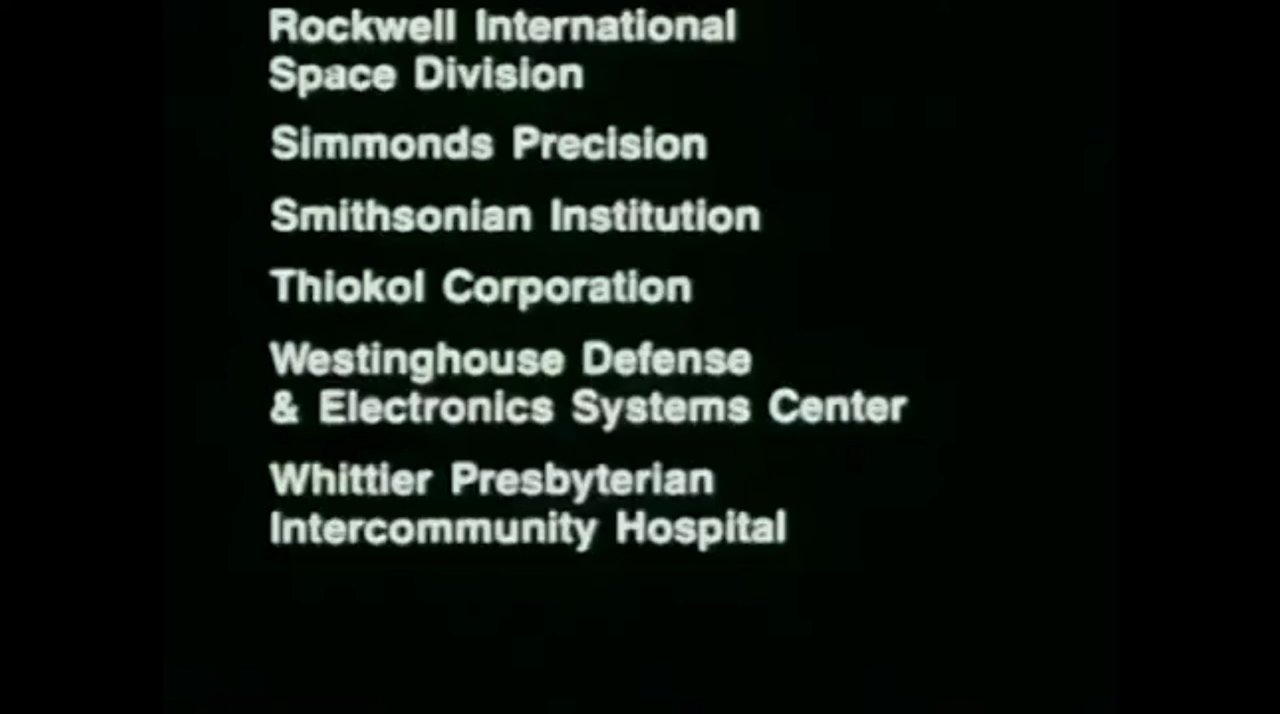 Rockwell International
Space Division
Simmonds Precision
Smithsonian Institution
Thiokol Corporation
Westinghouse Defense
& Electronics Systems Center
Whittier Presbyterian
Intercommunity Hospital